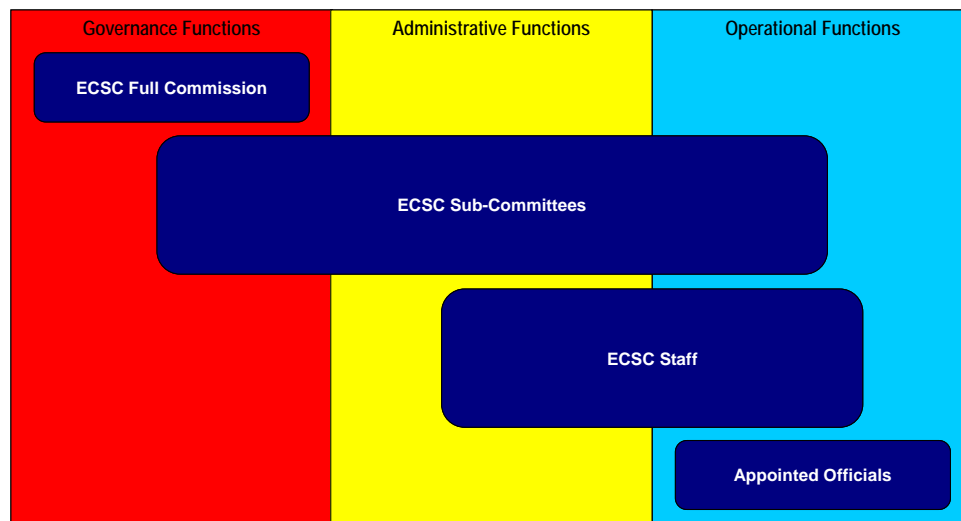 Governance Functions
Administrative Functions
Operational Functions
ECSC Full Commission
ECSC Sub-Committees
ECSC Staff
Appointed Officials